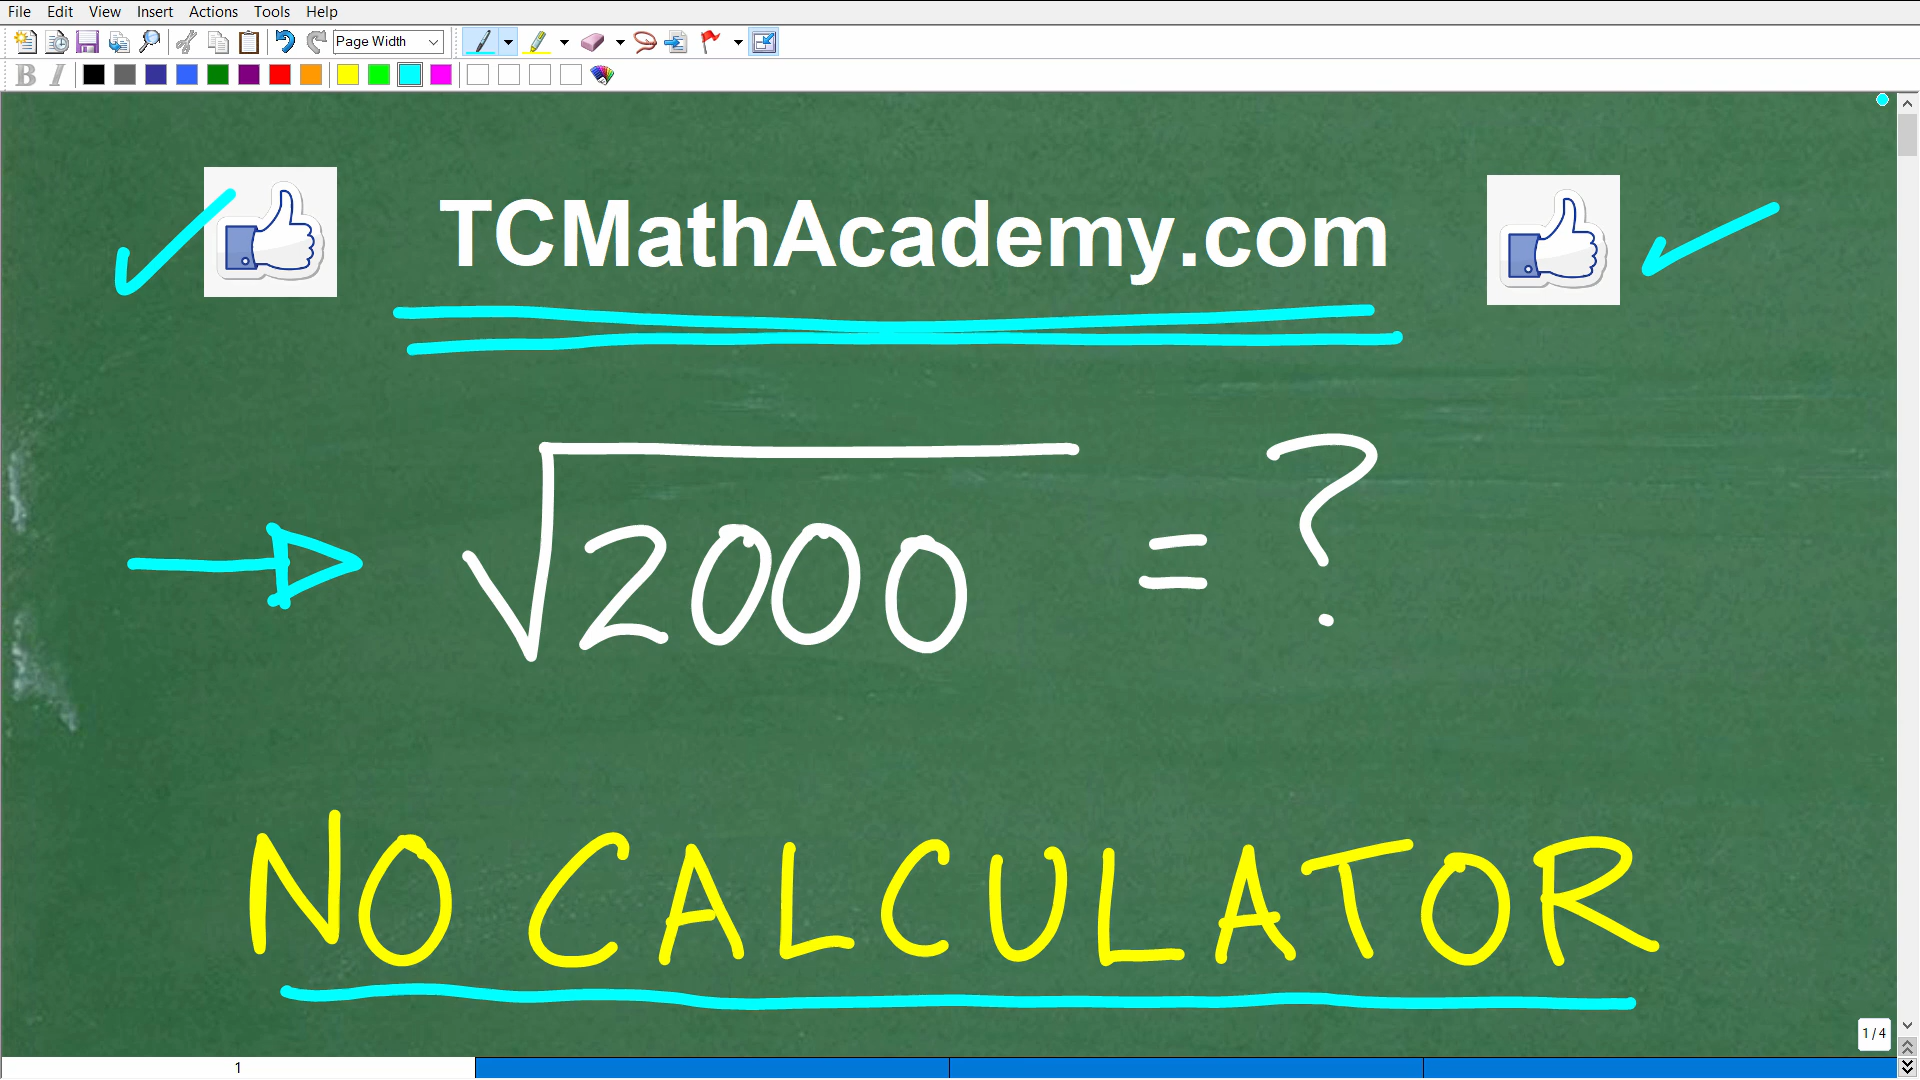 File Edit View Insert Actions Tools Help
Page Width
B I
TCMathAcademy.com
√2000 = ?
NO CALCULATOR
1 / 4
1